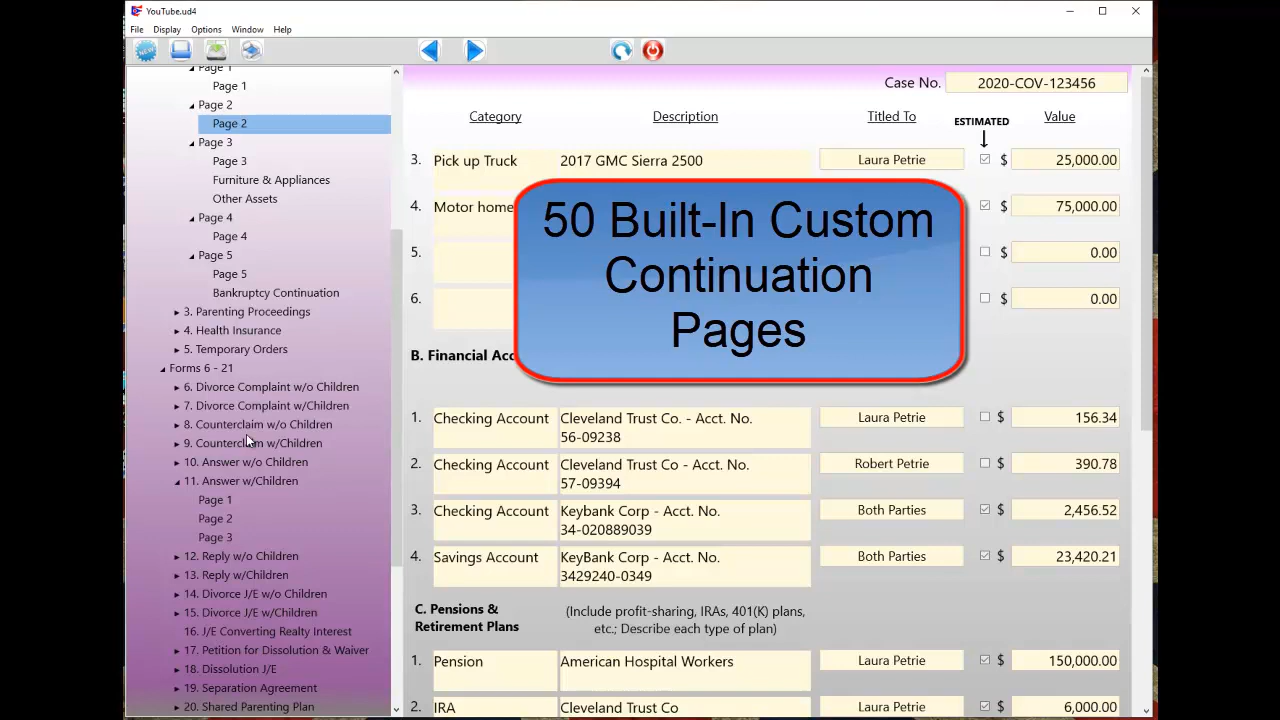 YouTube.ud4
File Display Options Window Help
NEW
Page 1
Page 1
Page 2
Page 2
Page 3
Page 3
Furniture & Appliances
Other Assets
Page 4
Page 4
Page 5
Page 5
Bankruptcy Continuation
3. Parenting Proceedings
4. Health Insurance
5. Temporary Orders
Forms 6 - 21
6. Divorce Complaint w/o Children
7. Divorce Complaint w/Children
8. Counterclaim w/o Children
9. Counterclaim w/Children
10. Answer w/o Children
11. Answer w/Children
Page 1
Page 2
Page 3
12. Reply w/o Children
13. Reply w/Children
14. Divorce J/E w/o Children
15. Divorce J/E w/Children
16. J/E Converting Realty Interest
17. Petition for Dissolution & Waiver
18. Dissolution J/E
19. Separation Agreement
20. Shared Parenting Plan
Case No. 2020-COV-123456
Category Description Titled To ESTIMATED Value
3. Pick up Truck 2017 GMC Sierra 2500 Laura Petrie $ 25,000.00
4. Motor home $ 75,000.00
5. $ 0.00
6. $ 0.00
50 Built-In Custom
Continuation
Pages
B. Financial Acc
1. Checking Account Cleveland Trust Co. - Acct. No. Laura Petrie $ 156.34
56-09238
2. Checking Account Cleveland Trust Co - Acct. No. Robert Petrie $ 390.78
57-09394
3. Checking Account Keybank Corp - Acct. No. Both Parties $ 2,456.52
34-020889039
4. Savings Account KeyBank Corp - Acct. No. Both Parties $ 23,420.21
3429240-0349
C. Pensions & (Include profit-sharing, IRAs, 401(K) plans,
Retirement Plans etc.; Describe each type of plan)
1. Pension American Hospital Workers Laura Petrie $ 150,000.00
2. IRA Cleveland Trust Co Laura Petrie $ 6,000.00